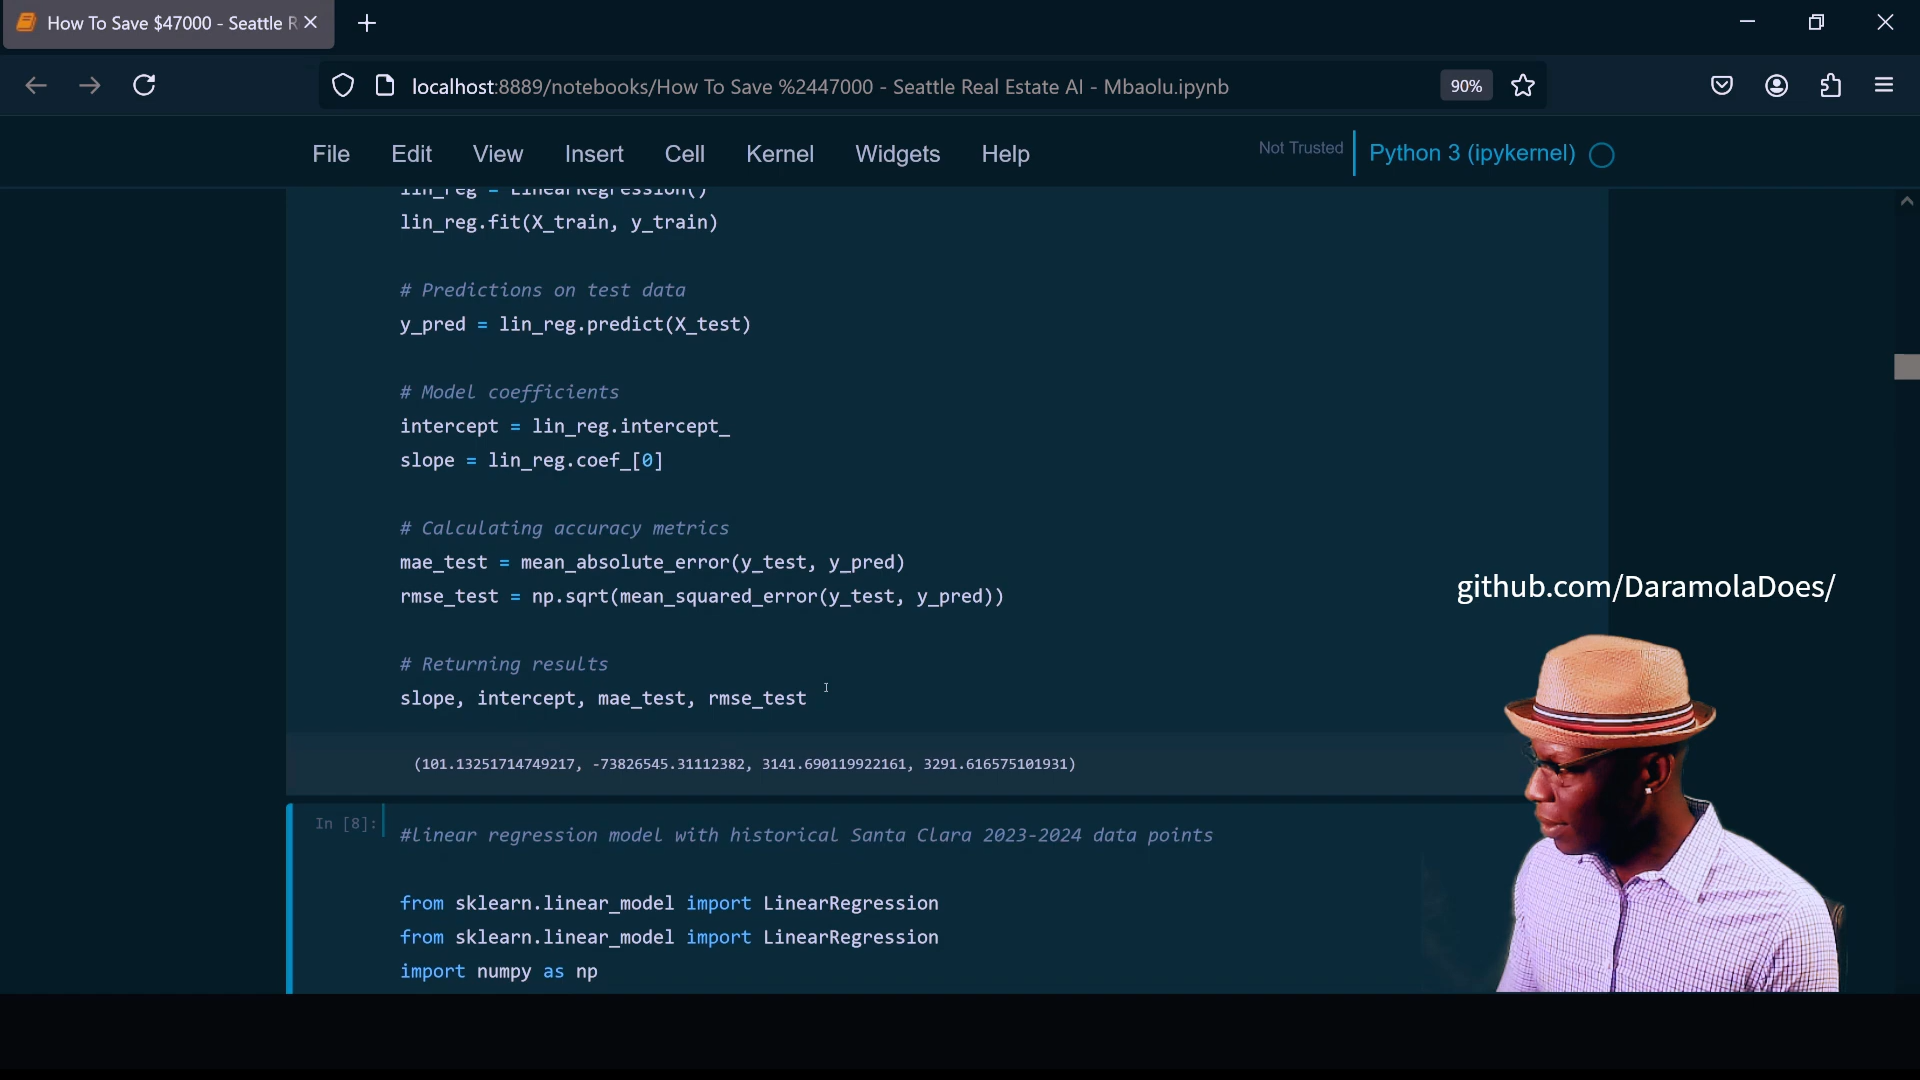 How To Save $47000 - Seattle R
localhost:8889/notebooks/How To Save %2447000 - Seattle Real Estate AI - Mbaolu.ipynb
90%
File Edit View Insert Cell Kernel Widgets Help
Not Trusted
Python 3 (ipykernel)
lin_reg = LinearRegression()
lin_reg.fit(X_train, y_train)
# Predictions on test data
y_pred = lin_reg.predict(X_test)
# Model coefficients
intercept = lin_reg.intercept_
slope = lin_reg.coef_[0]
# Calculating accuracy metrics
mae_test = mean_absolute_error(y_test, y_pred)
rmse_test = np.sqrt(mean_squared_error(y_test, y_pred))
github.com/DaramolaDoes/
# Returning results
slope, intercept, mae_test, rmse_test
(101.13251714749217, -73826545.31112382, 3141.690119922161, 3291.616575101931)
In [8]:
#linear regression model with historical Santa Clara 2023-2024 data points
from sklearn.linear_model import LinearRegression
from sklearn.linear_model import LinearRegression
import numpy as np